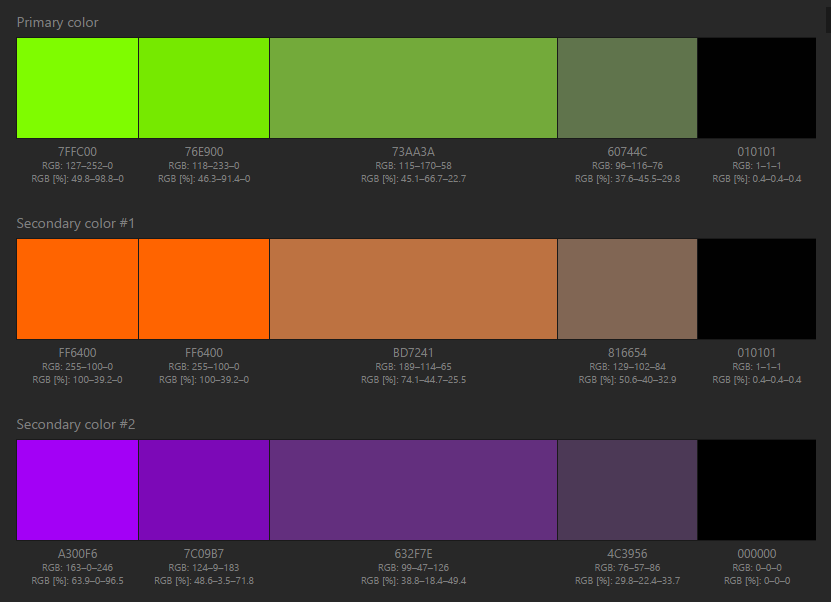 Primary color
7FFC00 76E900 73AA3A 60744C 010101
RGB: 127–252–0 RGB: 118–233–0 RGB: 115–170–58 RGB: 96–116–76 RGB: 1–1–1
RGB [%]: 49.8–98.8–0 RGB [%]: 46.3–91.4–0 RGB [%]: 45.1–66.7–22.7 RGB [%]: 37.6–45.5–29.8 RGB [%]: 0.4–0.4–0.4
Secondary color #1
FF6400 FF6400 BD7241 816654 010101
RGB: 255–100–0 RGB: 255–100–0 RGB: 189–114–65 RGB: 129–102–84 RGB: 1–1–1
RGB [%]: 100–39.2–0 RGB [%]: 100–39.2–0 RGB [%]: 74.1–44.7–25.5 RGB [%]: 50.6–40–32.9 RGB [%]: 0.4–0.4–0.4
Secondary color #2
A300F6 7C09B7 632F7E 4C3956 000000
RGB: 163–0–246 RGB: 124–9–183 RGB: 99–47–126 RGB: 76–57–86 RGB: 0–0–0
RGB [%]: 63.9–0–96.5 RGB [%]: 48.6–3.5–71.8 RGB [%]: 38.8–18.4–49.4 RGB [%]: 29.8–22.4–33.7 RGB [%]: 0–0–0